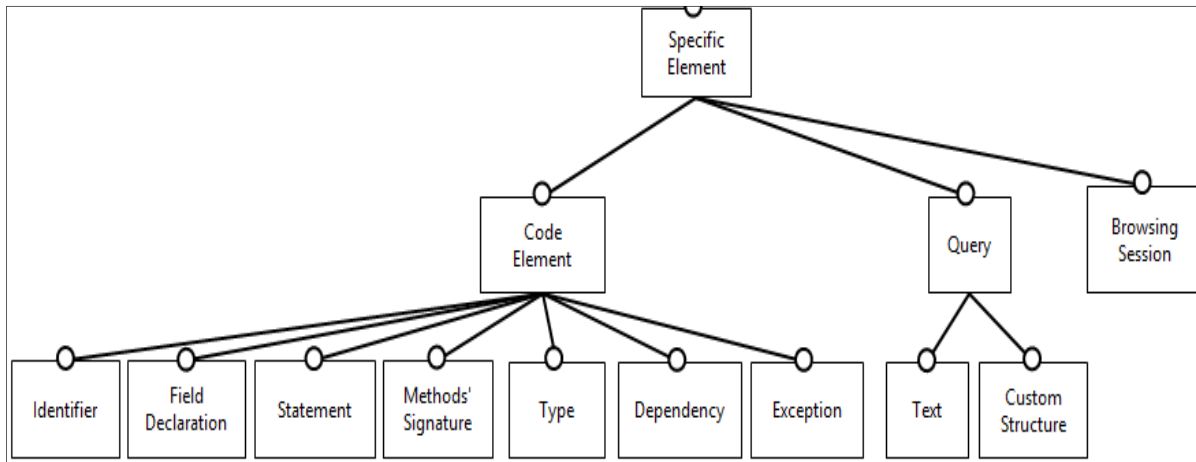 Specific
Element
Code
Element
Query
Browsing
Session
Identifier
Field
Declaration
Statement
Methods'
Signature
Type
Dependency
Exception
Text
Custom
Structure